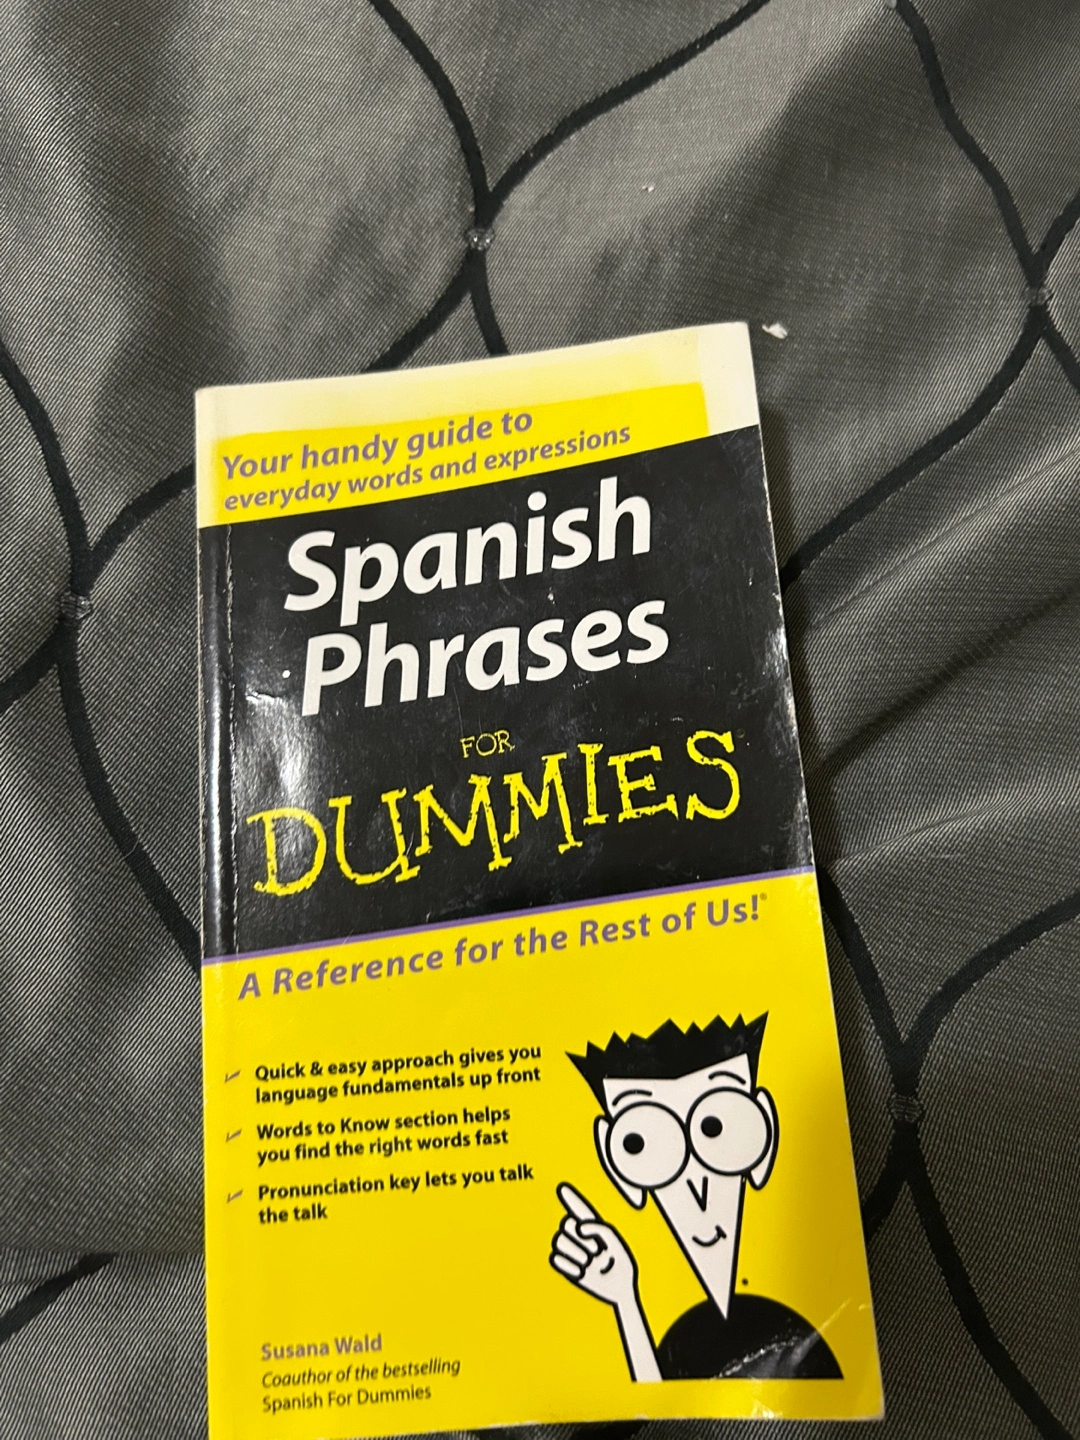 Your handy guide to
everyday words and expressions
Spanish
Phrases
FOR
DUMMIES
A Reference for the Rest of Us!®
Quick & easy approach gives you
language fundamentals up front
Words to Know section helps
you find the right words fast
Pronunciation key lets you talk
the talk
Susana Wald
Coauthor of the bestselling
Spanish For Dummies